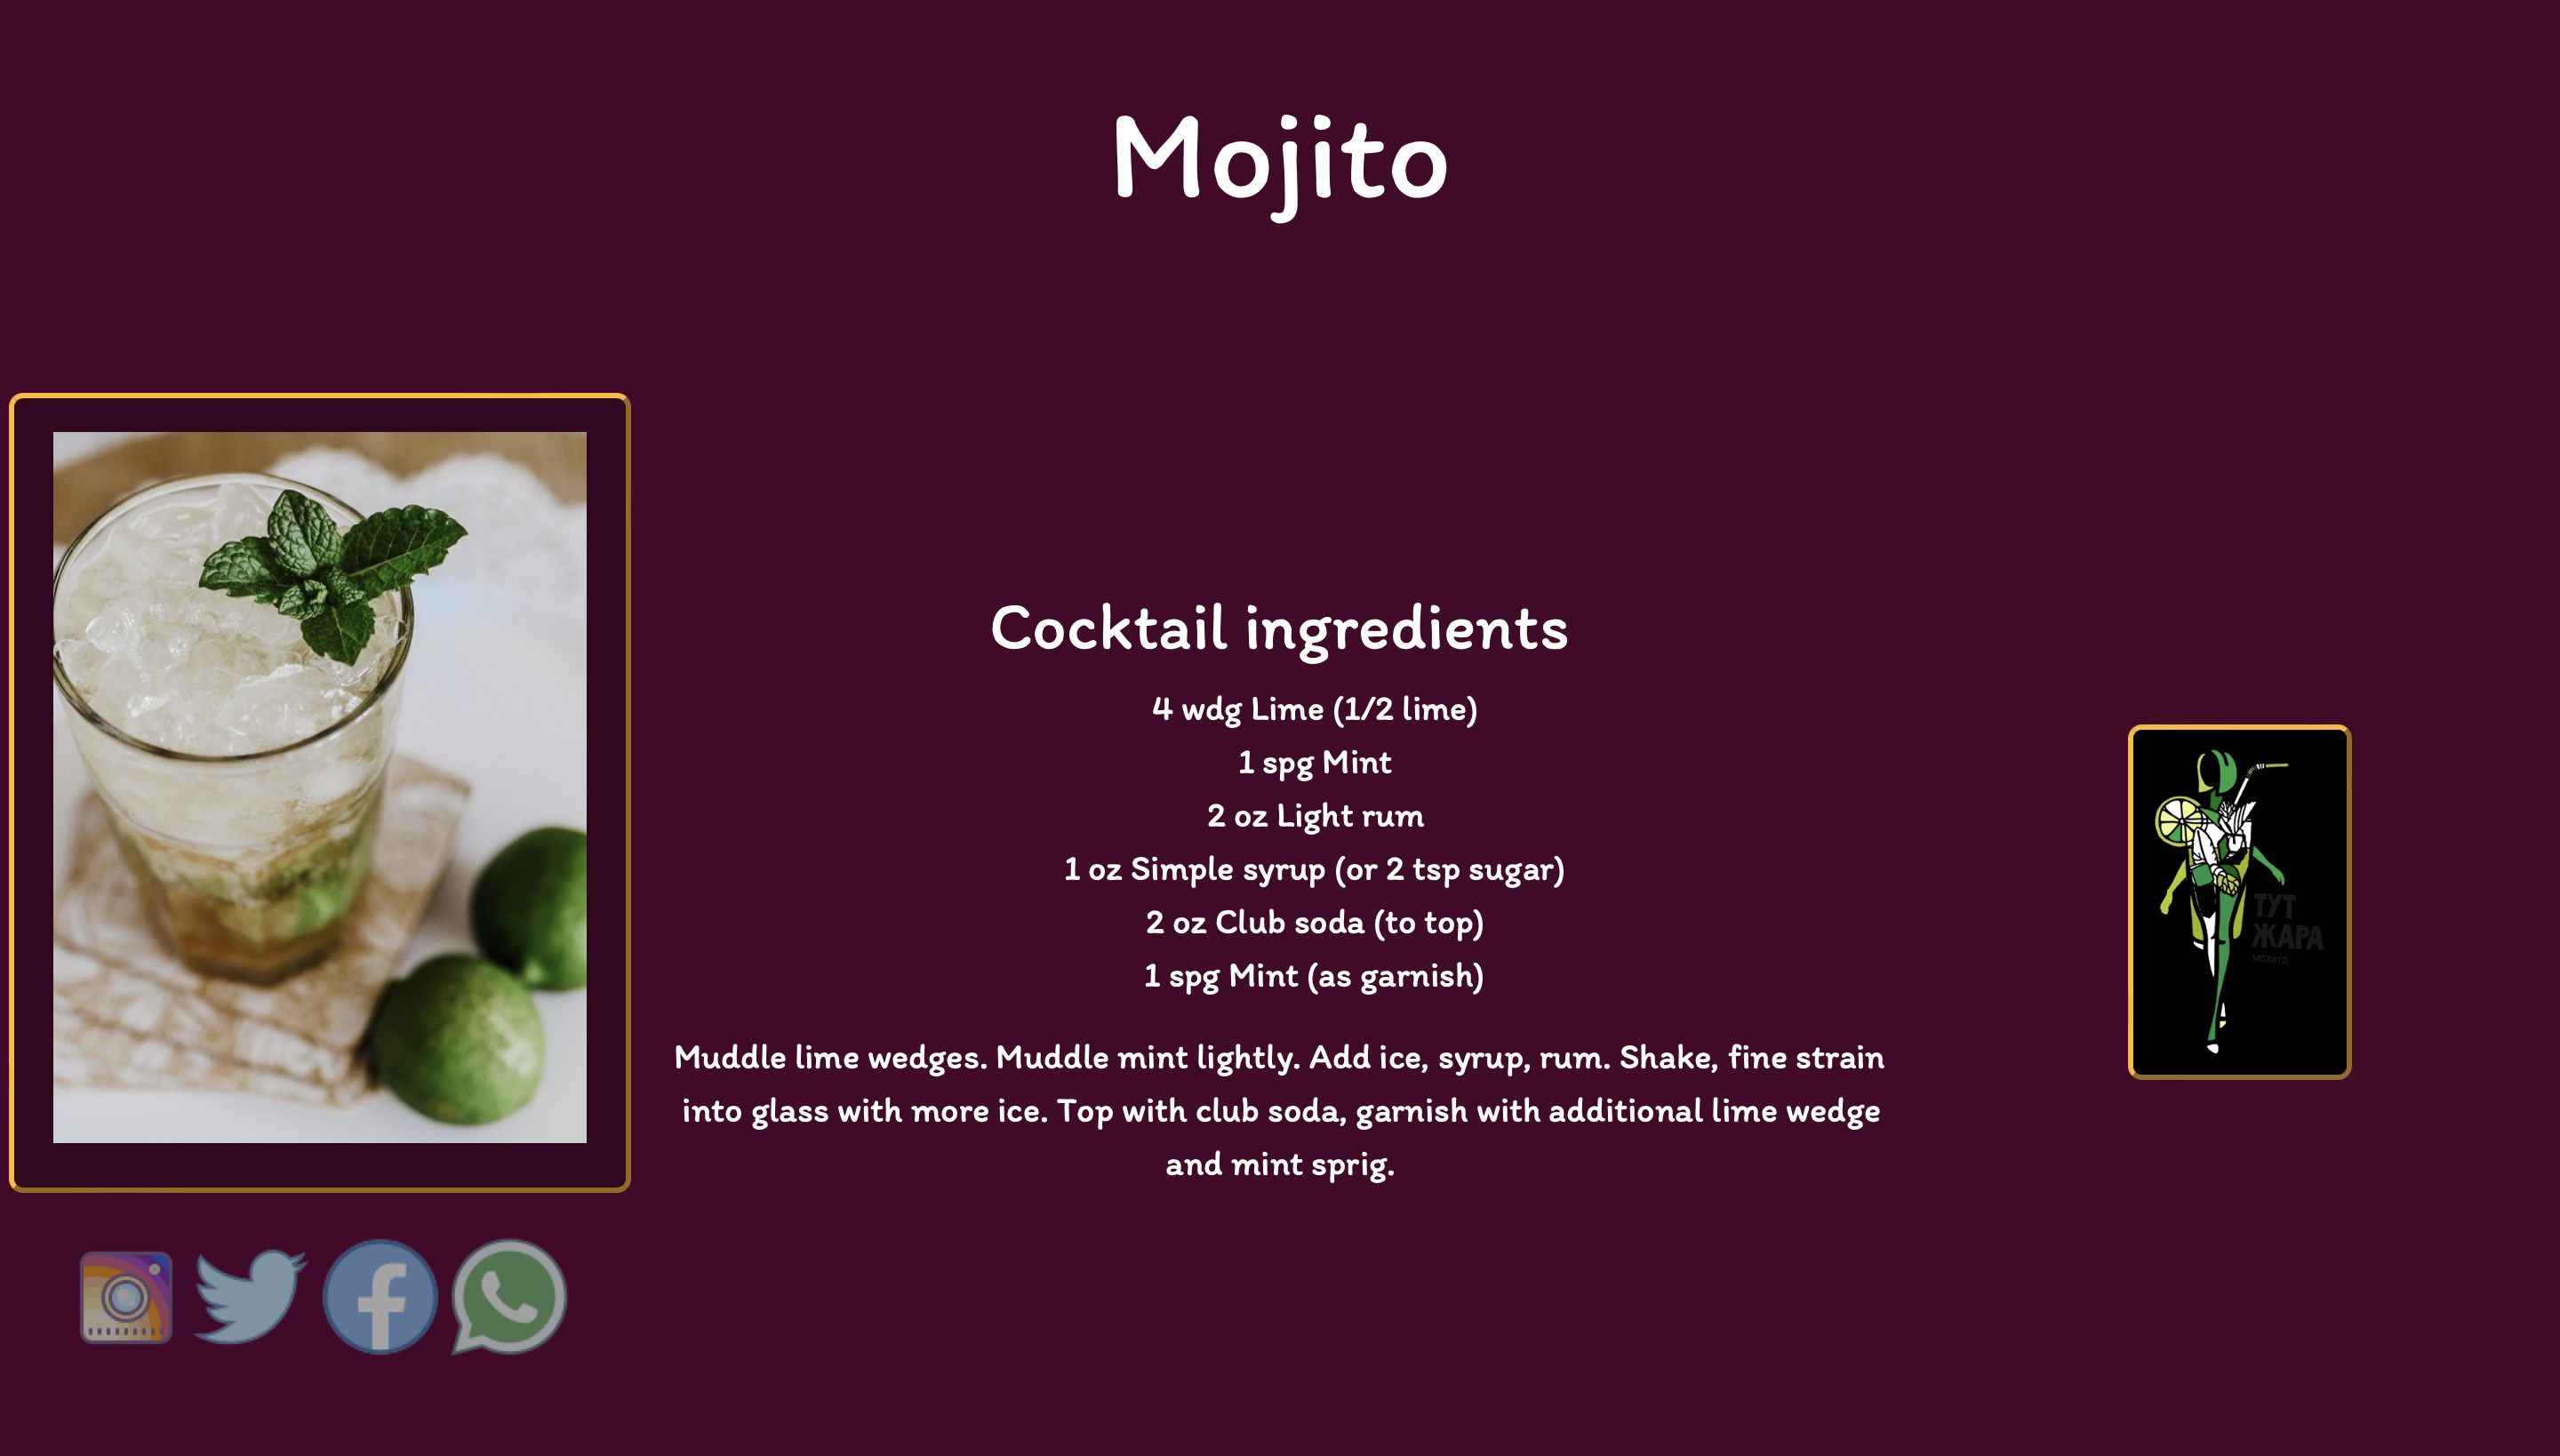 Mojito
Cocktail ingredients
4 wdg Lime (1/2 lime)
1 spg Mint
2 oz Light rum
1 oz Simple syrup (or 2 tsp sugar)
2 oz Club soda (to top)
1 spg Mint (as garnish)
Muddle lime wedges. Muddle mint lightly. Add ice, syrup, rum. Shake, fine strain
into glass with more ice. Top with club soda, garnish with additional lime wedge
and mint sprig.
ТУТ
ЖАРА
МОХИТО